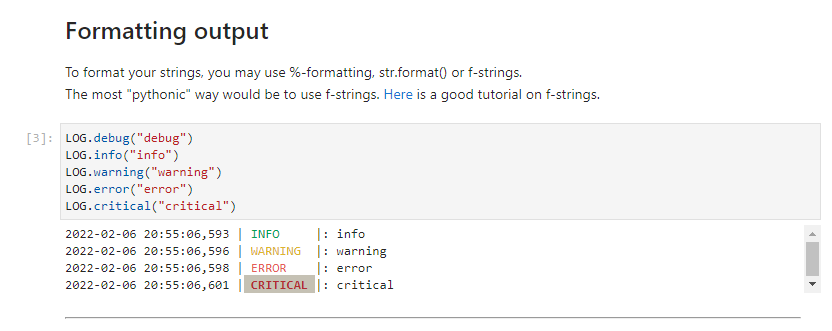 Formatting output
To format your strings, you may use %-formatting, str.format() or f-strings.
The most "pythonic" way would be to use f-strings. Here is a good tutorial on f-strings.
[3]: LOG.debug("debug")
LOG.info("info")
LOG.warning("warning")
LOG.error("error")
LOG.critical("critical")
2022-02-06 20:55:06,593 | INFO     |: info
2022-02-06 20:55:06,596 | WARNING  |: warning
2022-02-06 20:55:06,598 | ERROR    |: error
2022-02-06 20:55:06,601 | CRITICAL |: critical